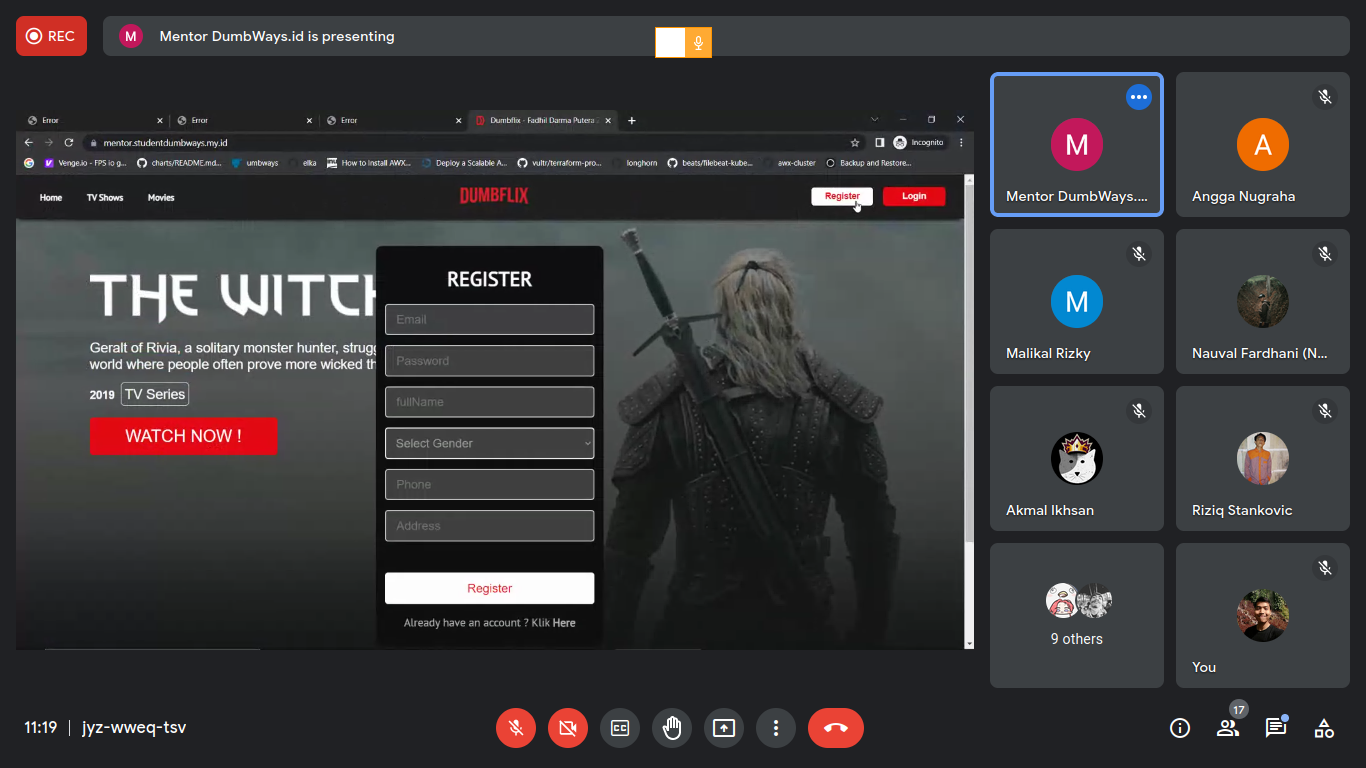 REC
M
Mentor DumbWays.id is presenting
Error
Error
Error
Dumbflix - Fadhil Darma Putera
mentor.studentdumbways.my.id
Incognito
Venge.io - FPS io g...
charts/README.md...
umbways
elka
How to Install AWX...
Deploy a Scalable A...
vultr/terraform-pro...
longhorn
beats/filebeat-kube...
awx-cluster
Backup and Restore...
Home
TV Shows
Movies
DUMBFLIX
Register
Login
THE WITCH
Geralt of Rivia, a solitary monster hunter, strugg
world where people often prove more wicked th
2019
TV Series
WATCH NOW !
REGISTER
Email
Password
fullName
Select Gender
Phone
Address
Register
Already have an account ? Klik Here
M
Mentor DumbWays....
A
Angga Nugraha
M
Malikal Rizky
Nauval Fardhani (N...
Akmal Ikhsan
Riziq Stankovic
9 others
You
11:19
jyz-wweq-tsv
CC
17